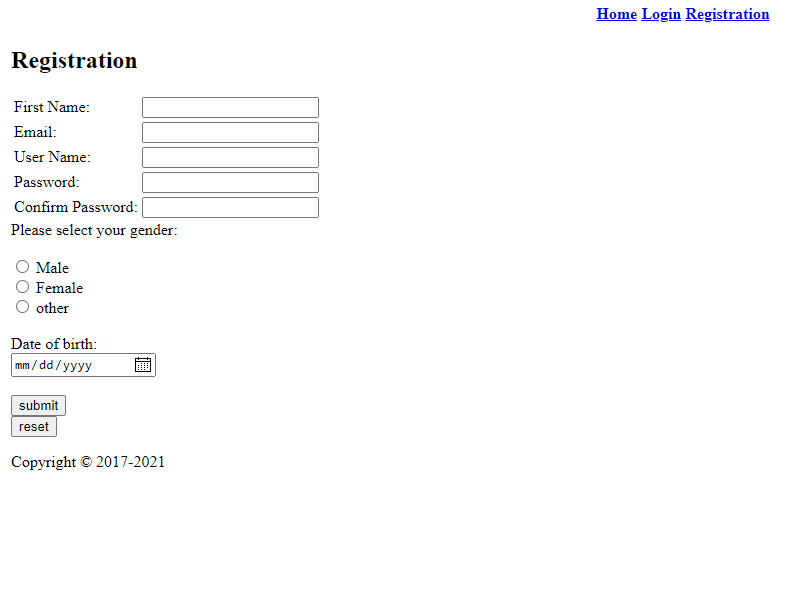 Home Login Registration
Registration
First Name:
Email:
User Name:
Password:
Confirm Password:
Please select your gender:
Male
Female
other
Date of birth:
mm/dd/yyyy
submit
reset
Copyright © 2017-2021